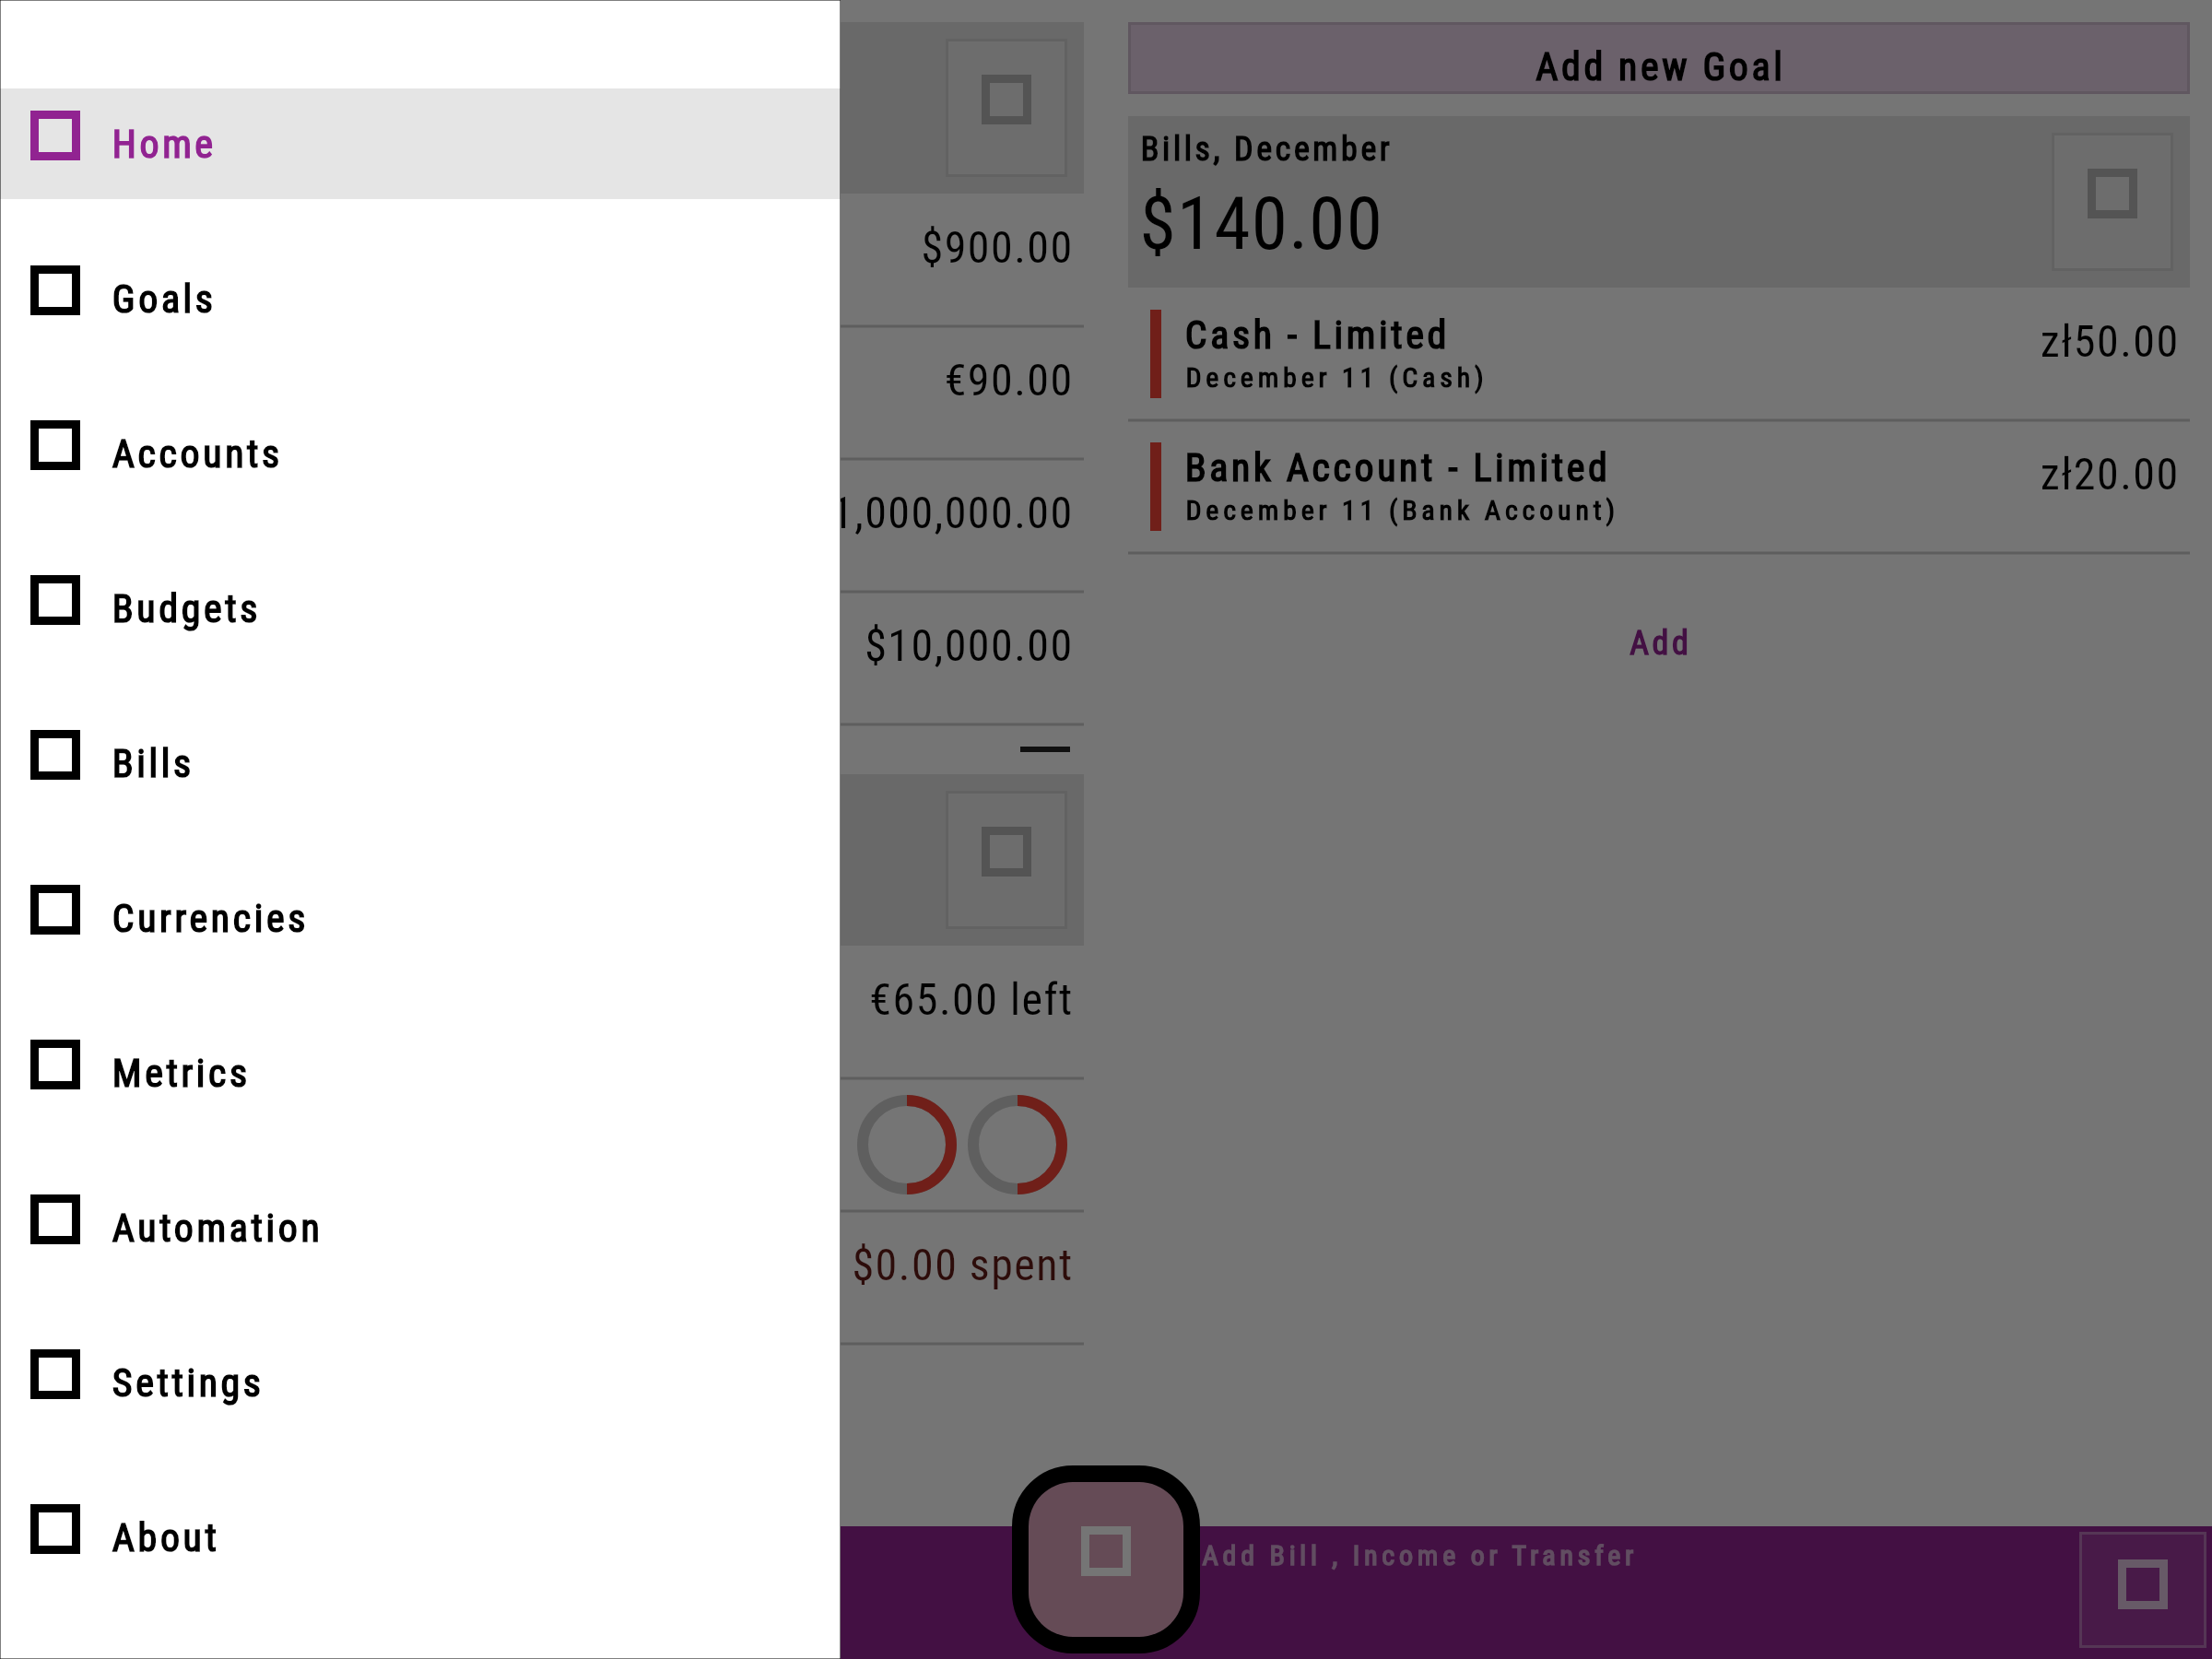 Home
Goals
Accounts
Budgets
Bills
Currencies
Metrics
Automation
Settings
About
$900.00
€90.00
1,000,000.00
$10,000.00
€65.00 left
$0.00 spent
Add new Goal
Bills, December
$140.00
Cash - Limited
zł50.00
December 11 (Cash)
Bank Account - Limited
zł20.00
December 11 (Bank Account)
Add
Add Bill , Income or Transfer